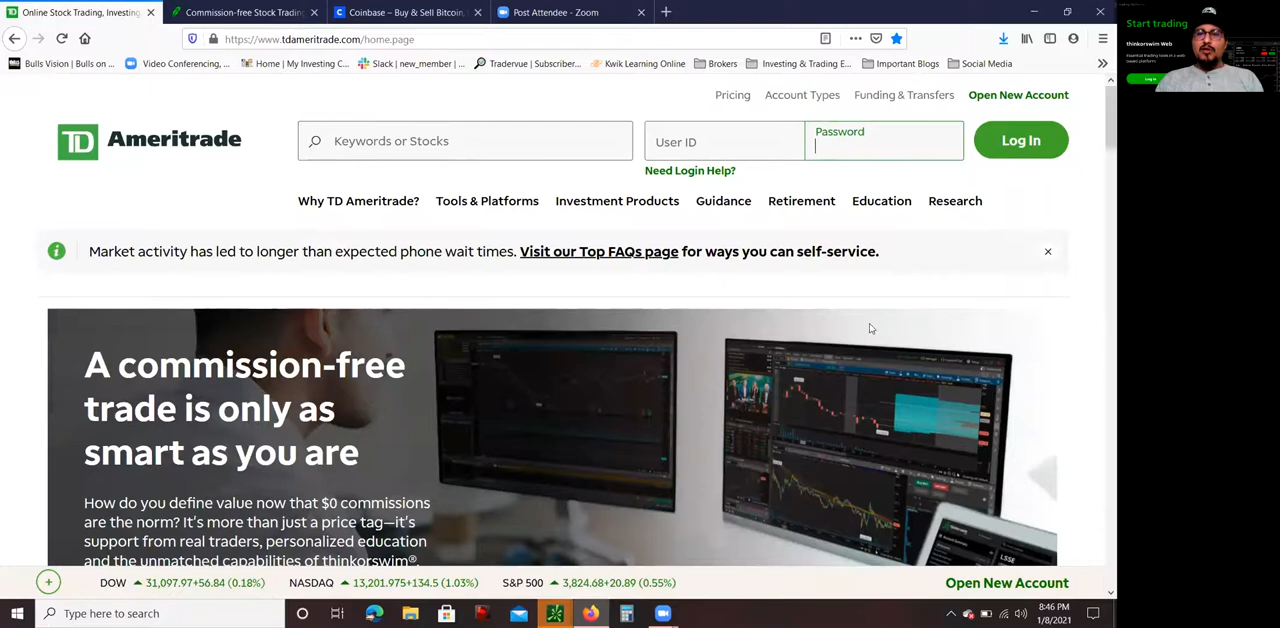 Online Stock Trading, Investing,
Commission-free Stock Tradin
Coinbase – Buy & Sell Bitcoin,
Post Attendee - Zoom
https://www.tdameritrade.com/home.page
Bulls Vision | Bulls on ...
Video Conferencing, ...
Home | My Investing C...
Slack | new_member | ...
Tradvue | Subscriber...
Kwik Learning Online
Brokers
Investing & Trading E...
Important Blogs
Social Media
Pricing
Account Types
Funding & Transfers
Open New Account
TD Ameritrade
Keywords or Stocks
User ID
Password
Log In
Need Login Help?
Why TD Ameritrade?
Tools & Platforms
Investment Products
Guidance
Retirement
Education
Research
Market activity has led to longer than expected phone wait times. Visit our Top FAQs page for ways you can self-service.
A commission-free
trade is only as
smart as you are
How do you define value now that $0 commissions
are the norm? It's more than just a price tag—it's
support from real traders, personalized education
and the unmatched capabilities of thinkorswim®.
DOW 31,097.97+56.84 (0.18%)
NASDAQ 13,201.975+134.5 (1.03%)
S&P 500 3,824.68+20.89 (0.55%)
Open New Account
Type here to search
8:46 PM
1/8/2021
Start trading
thinkorswim Web
Log in